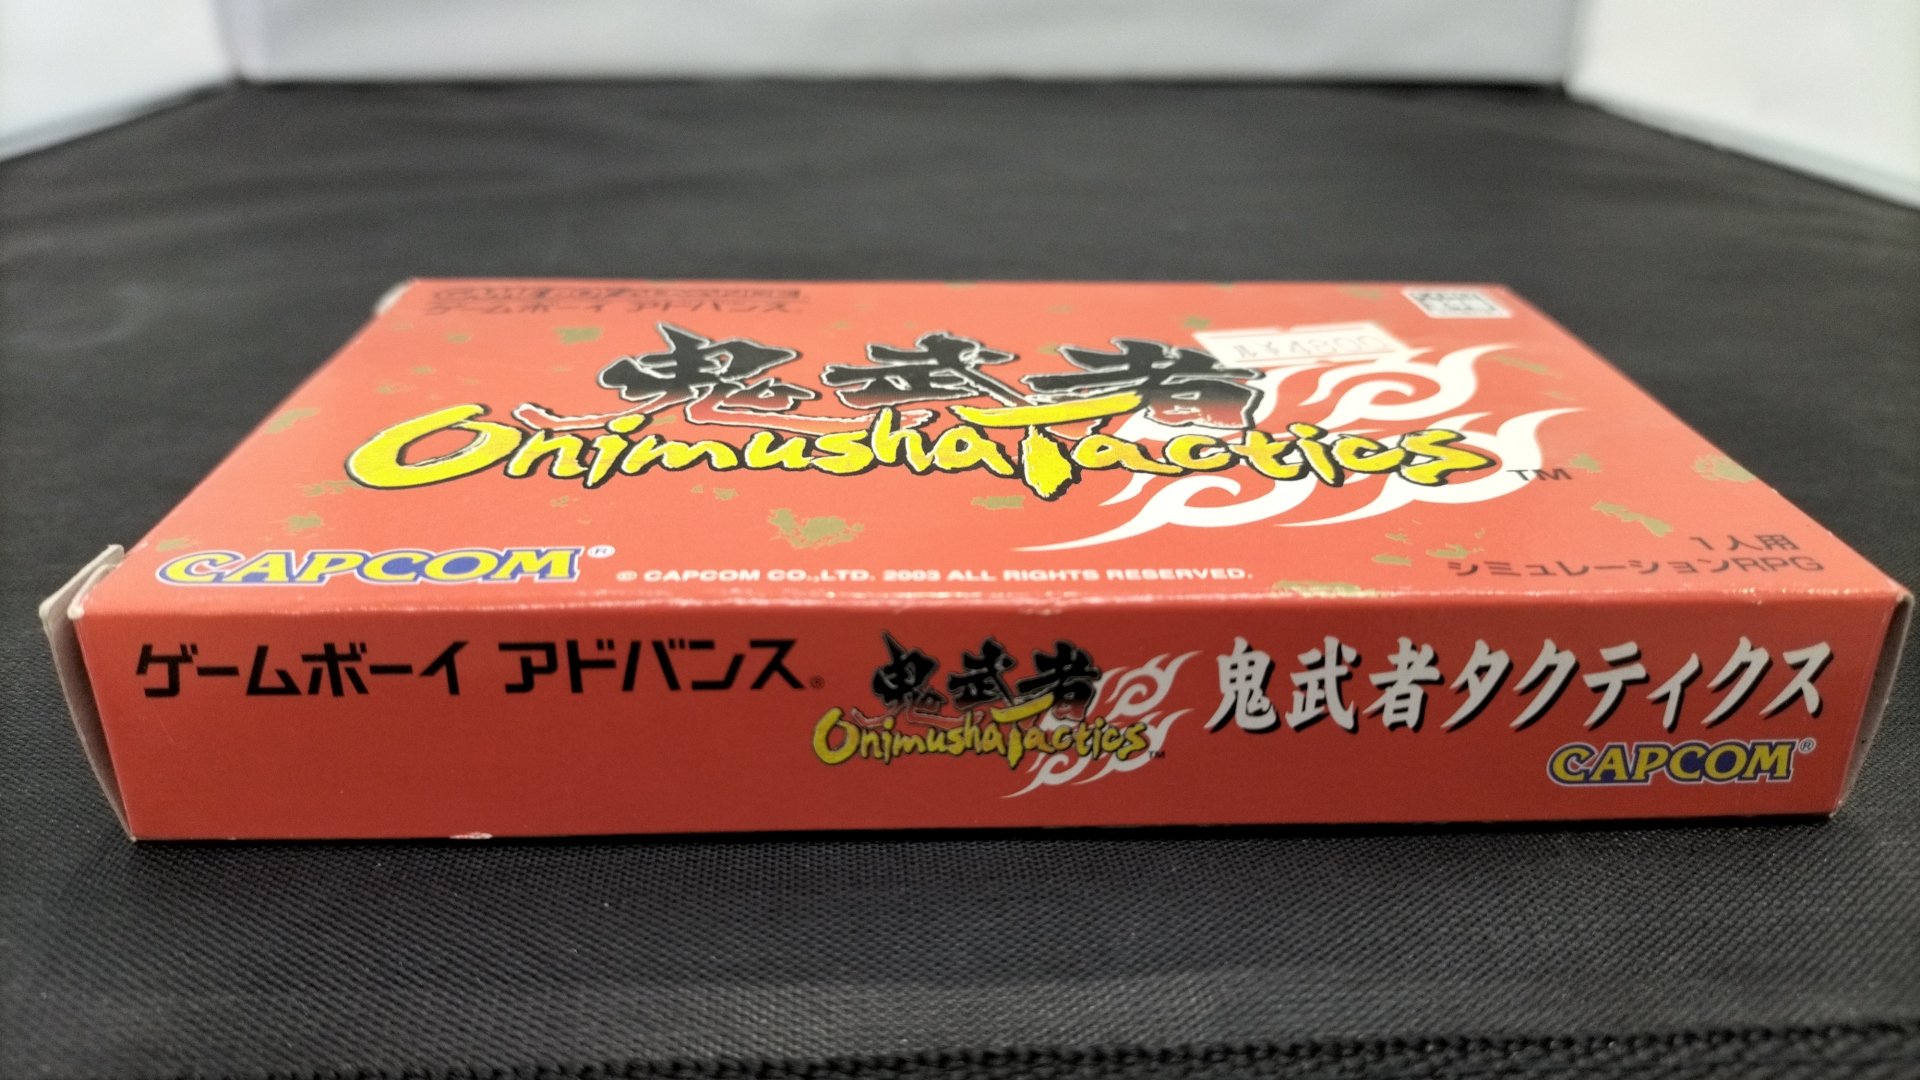 ゲームボーイ アドバンス
¥4800
鬼武者
Onimusha Tactics™
1人用
シミュレーションRPG
CAPCOM®
© CAPCOM CO.,LTD. 2003 ALL RIGHTS RESERVED.
ゲームボーイ アドバンス®
鬼武者
Onimusha Tactics™
鬼武者タクティクス
CAPCOM®